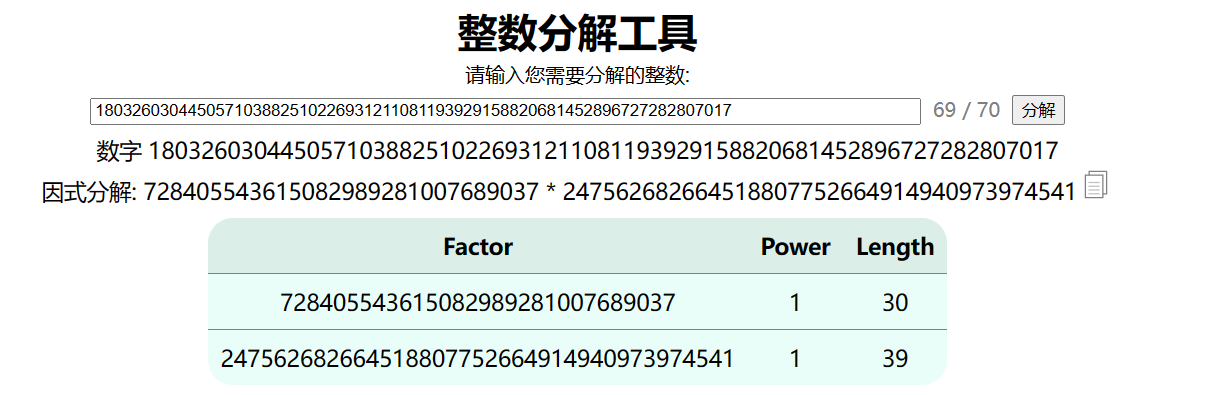 整数分解工具
请输入您需要分解的整数:
180326030445057103882510226931211081193929158820681452896727282807017 69 / 70 分解
数字 180326030445057103882510226931211081193929158820681452896727282807017
因式分解: 728405543615082989281007689037 * 247562682664518807752664914940973974541
Factor Power Length
728405543615082989281007689037 1 30
247562682664518807752664914940973974541 1 39